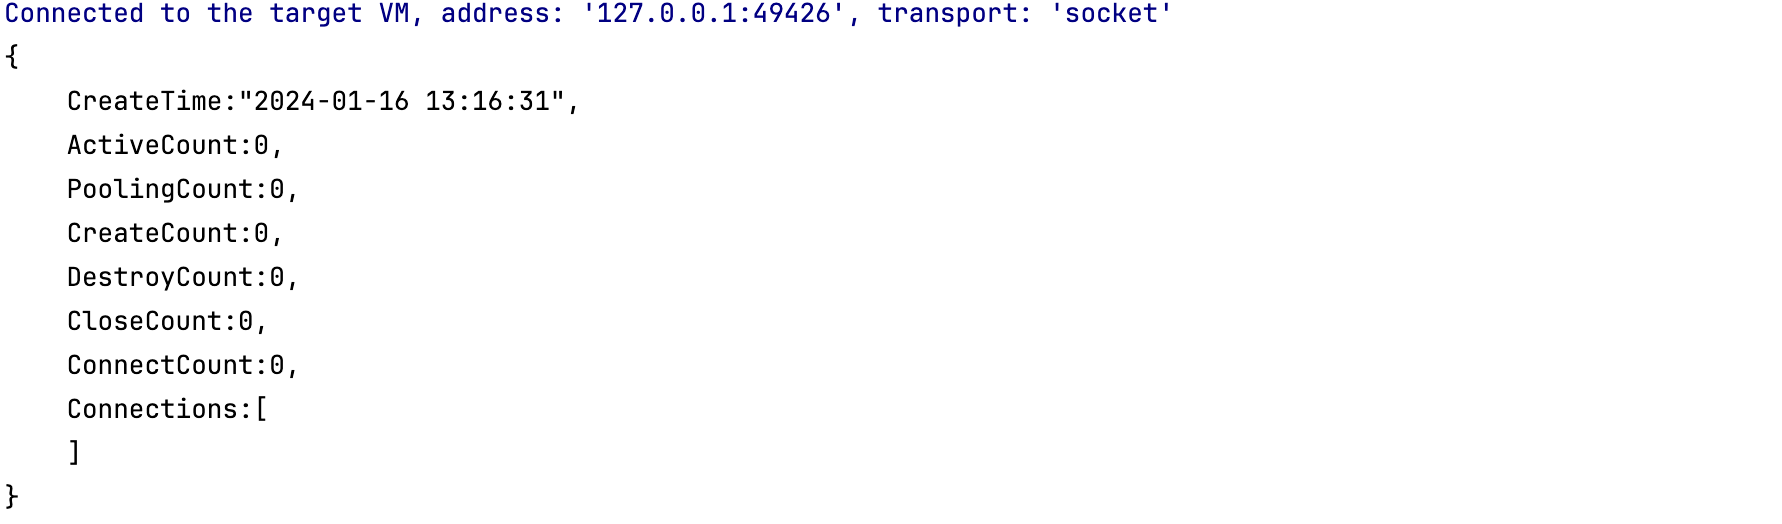 Connected to the target VM, address: '127.0.0.1:49426', transport: 'socket'
{
    CreateTime:"2024-01-16 13:16:31",
    ActiveCount:0,
    PoolingCount:0,
    CreateCount:0,
    DestroyCount:0,
    CloseCount:0,
    ConnectCount:0,
    Connections:[
    ]
}